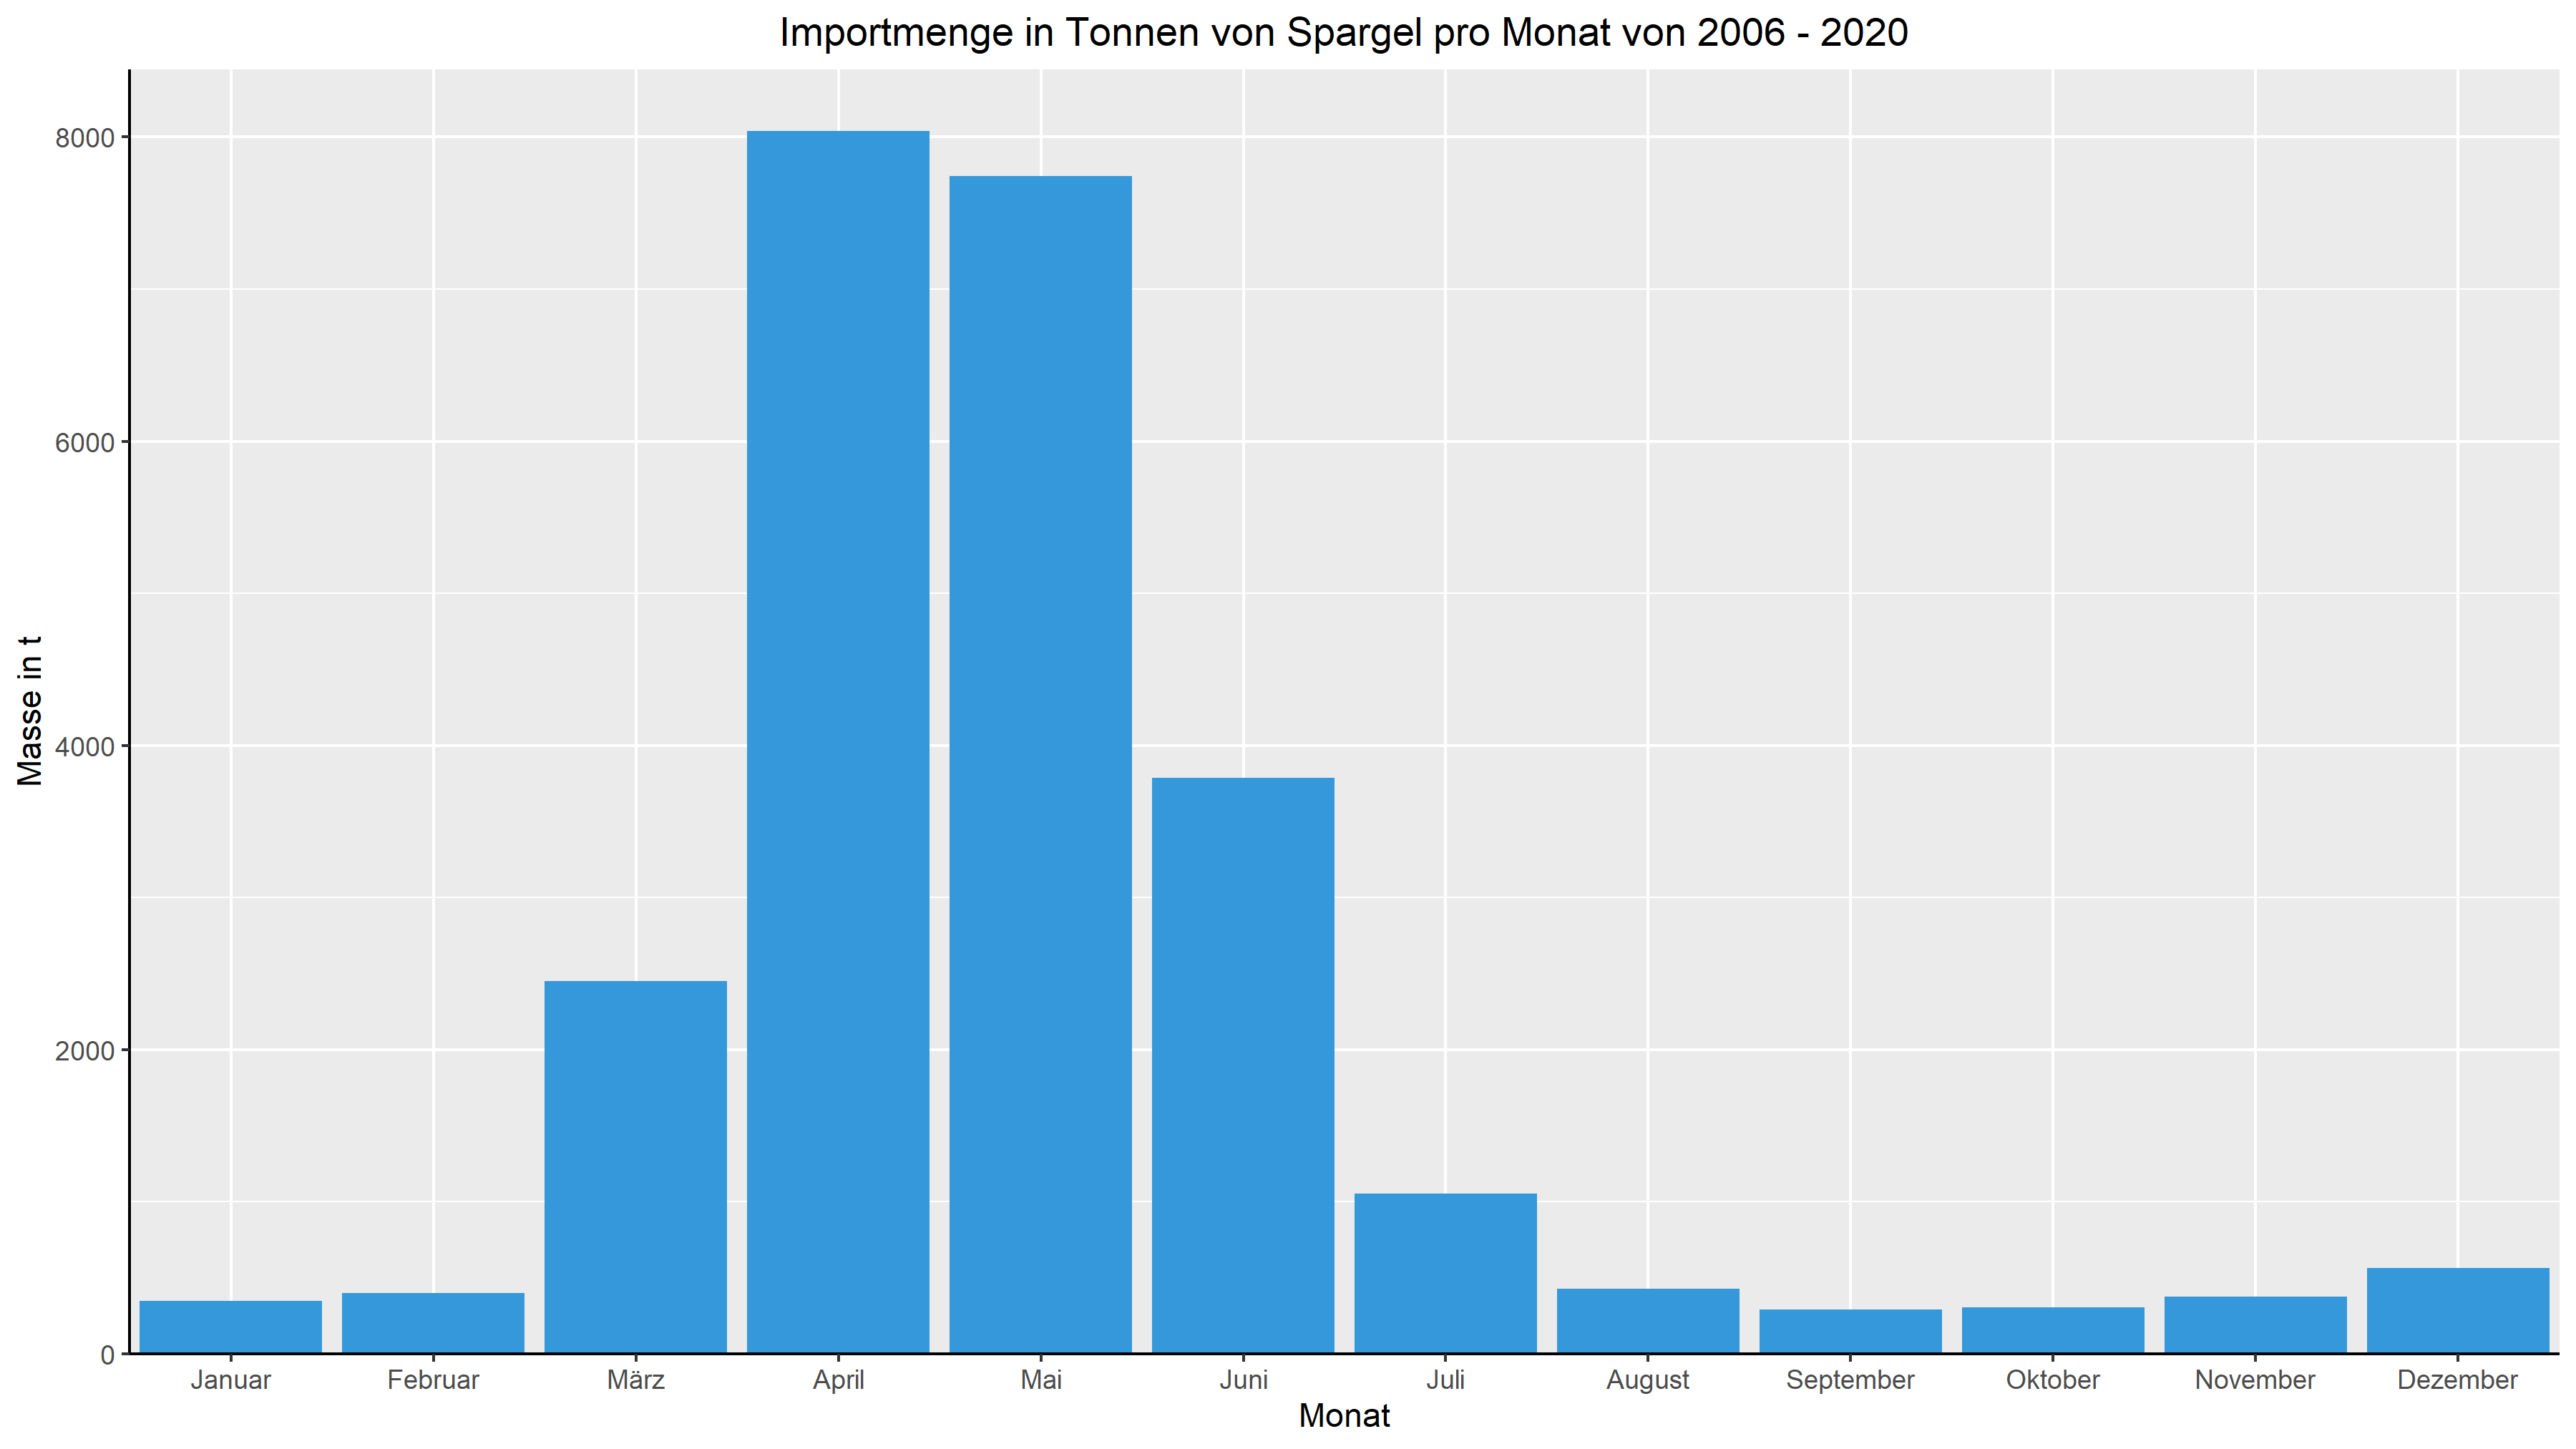 Importmenge in Tonnen von Spargel pro Monat von 2006 - 2020
Masse in t
8000
6000
4000
2000
0
Januar Februar März April Mai Juni Juli August September Oktober November Dezember
Monat